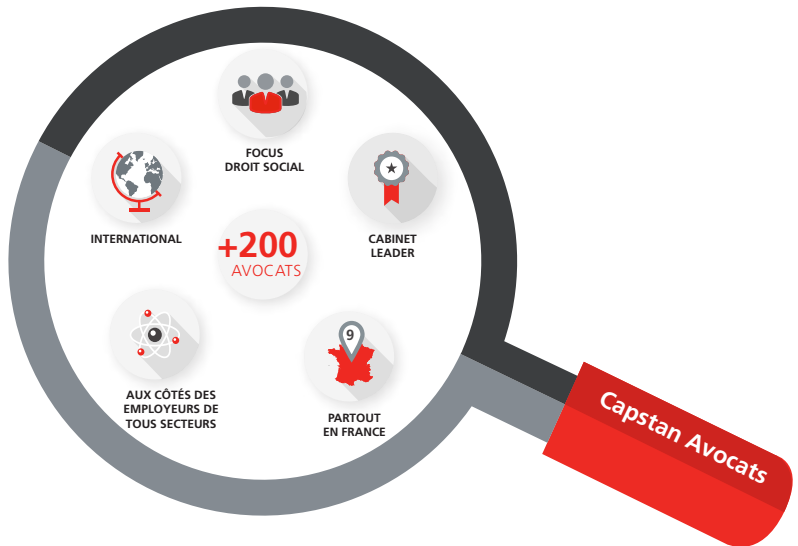 FOCUS
DROIT SOCIAL
INTERNATIONAL
CABINET
LEADER
+200
AVOCATS
9
AUX CÔTÉS DES
EMPLOYEURS DE
TOUS SECTEURS
PARTOUT
EN FRANCE
Capstan Avocats